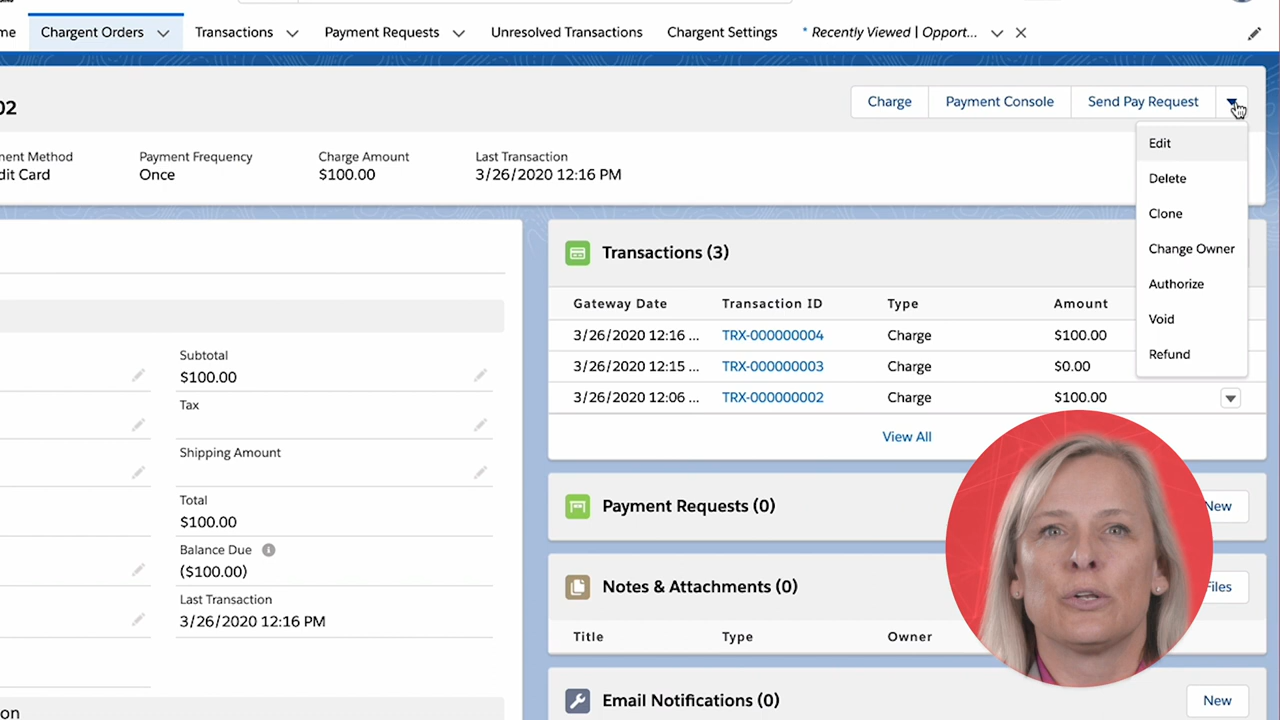 me Chargent Orders Transactions Payment Requests Unresolved Transactions Chargent Settings * Recently Viewed | Opport...
02
Charge Payment Console Send Pay Request
ment Method Payment Frequency Charge Amount Last Transaction
dit Card Once $100.00 3/26/2020 12:16 PM
Edit
Delete
Clone
Change Owner
Authorize
Void
Refund
Subtotal
$100.00
Tax
Shipping Amount
Total
$100.00
Balance Due
($100.00)
Last Transaction
3/26/2020 12:16 PM
on
Transactions (3)
Gateway Date Transaction ID Type Amount
3/26/2020 12:16 ... TRX-000000004 Charge $100.00
3/26/2020 12:15 ... TRX-000000003 Charge $0.00
3/26/2020 12:06 ... TRX-000000002 Charge $100.00
View All
Payment Requests (0) New
Notes & Attachments (0) Files
Title Type Owner
Email Notifications (0) New